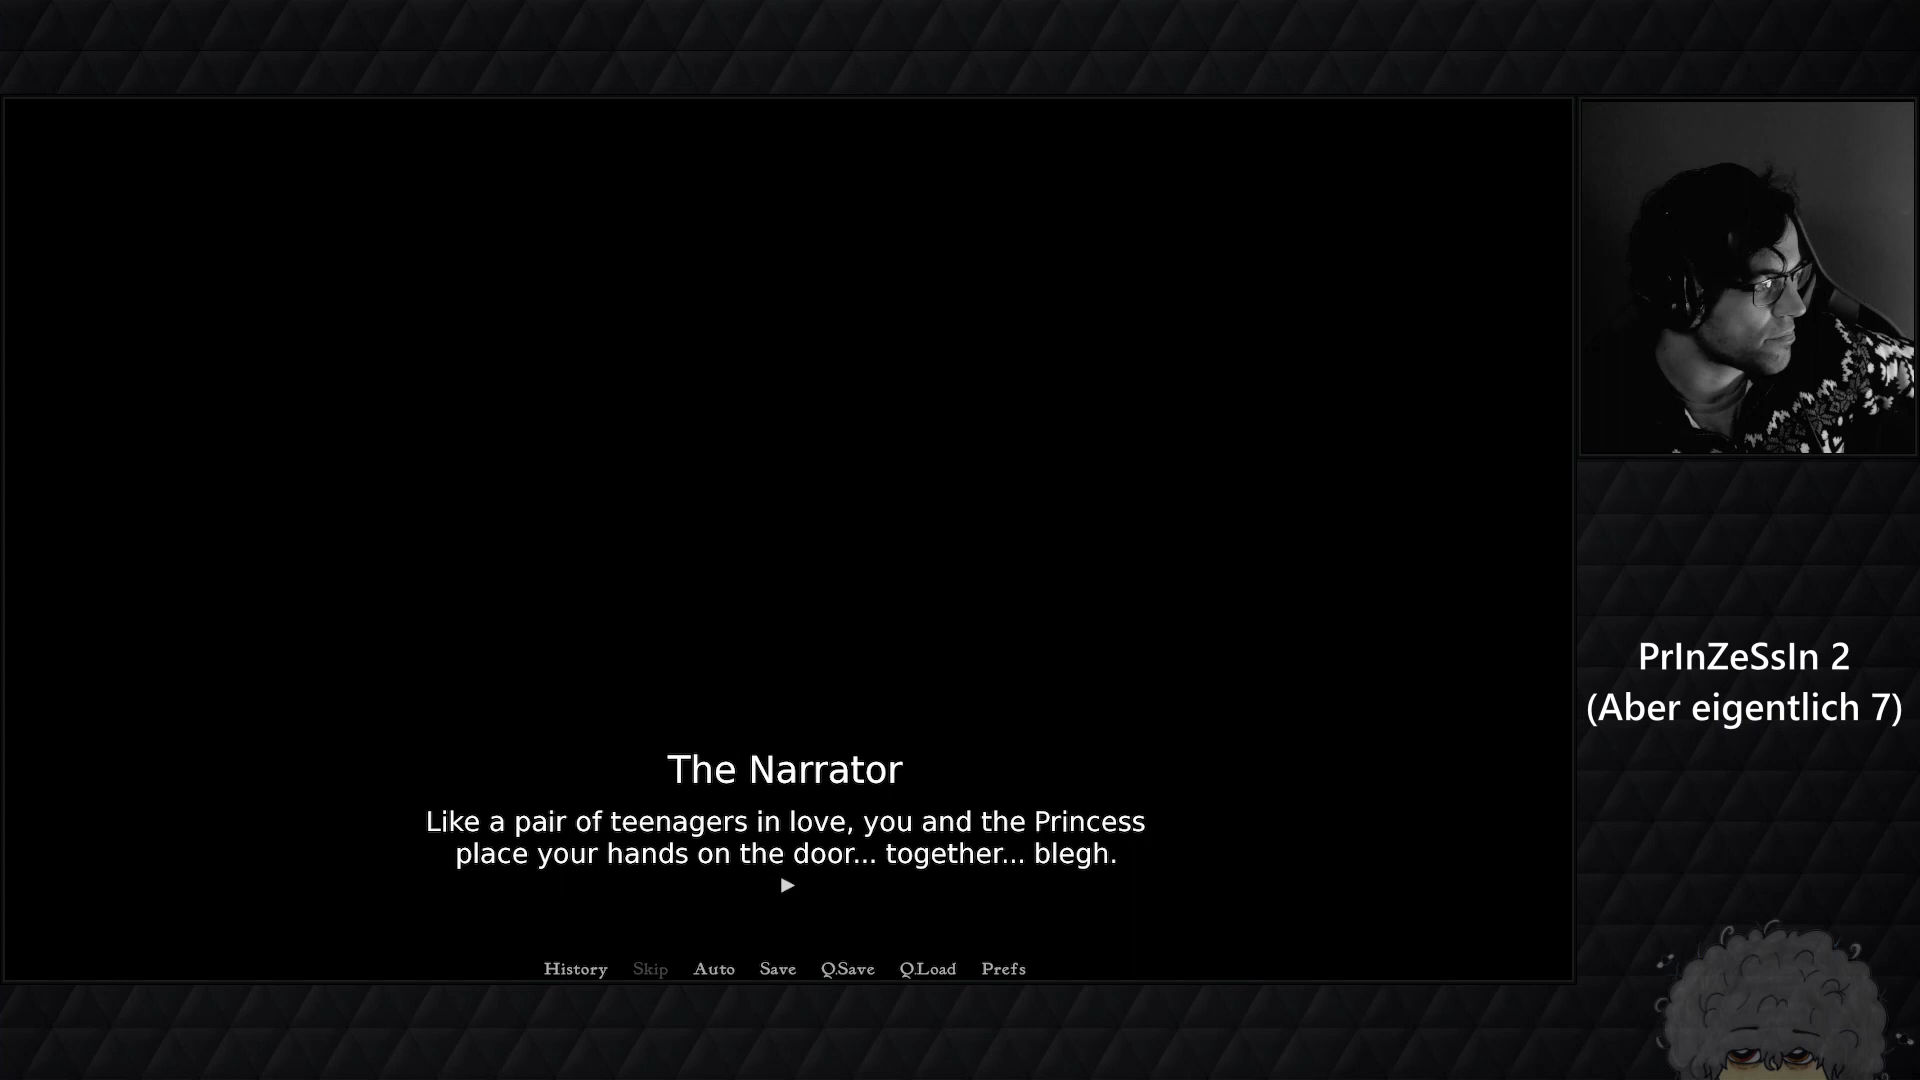 The Narrator
Like a pair of teenagers in love, you and the Princess
place your hands on the door... together... blegh.
History Skip Auto Save Q.Save Q.Load Prefs
PrInZeSsIn 2
(Aber eigentlich 7)